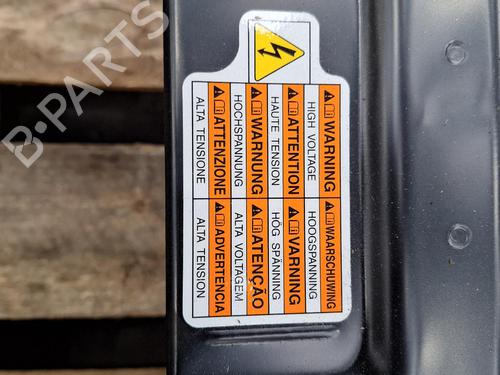 WARNING
HIGH VOLTAGE
ATTENTION
HAUTE TENSION
WARNUNG
HOCHSPANNUNG
ATTENZIONE
ALTA TENSIONE
WAARSCHUWING
HOOGSPANNING
VARNING
HÖG SPÄNNING
ATENÇÃO
ALTA VOLTAGEM
ADVERTENCIA
ALTA TENSION
B-PARTS